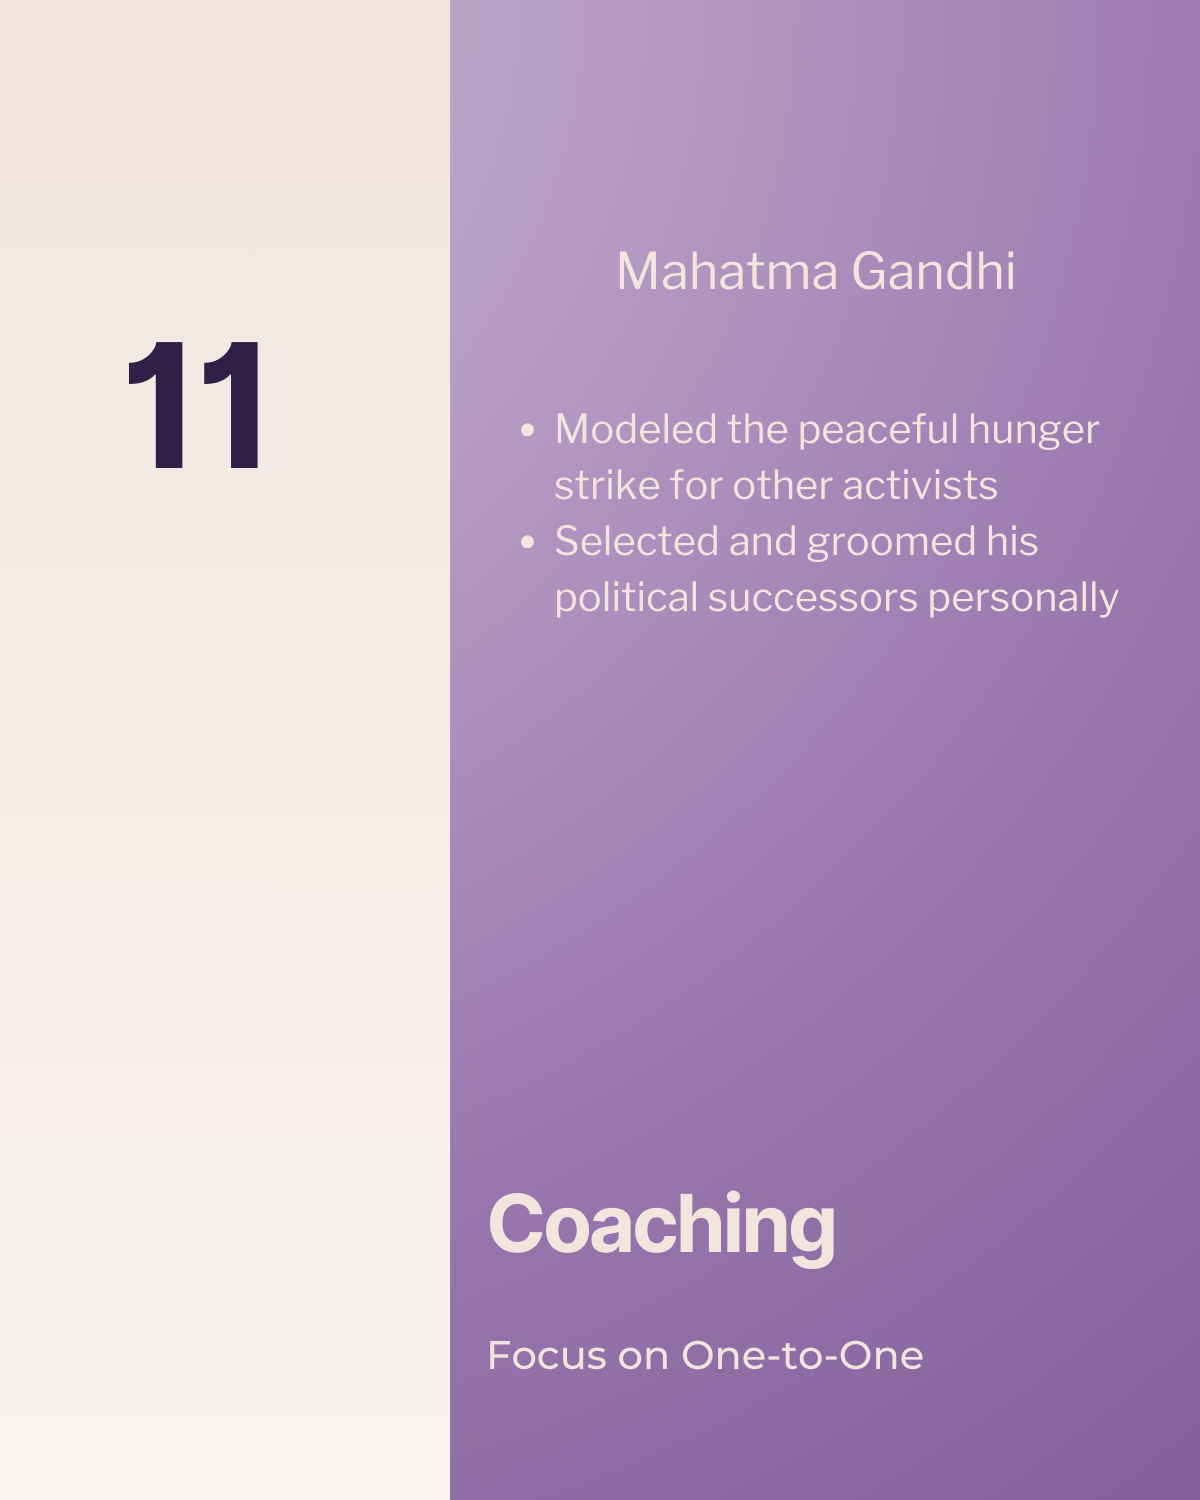 11
Mahatma Gandhi
• Modeled the peaceful hunger
strike for other activists
• Selected and groomed his
political successors personally
Coaching
Focus on One-to-One